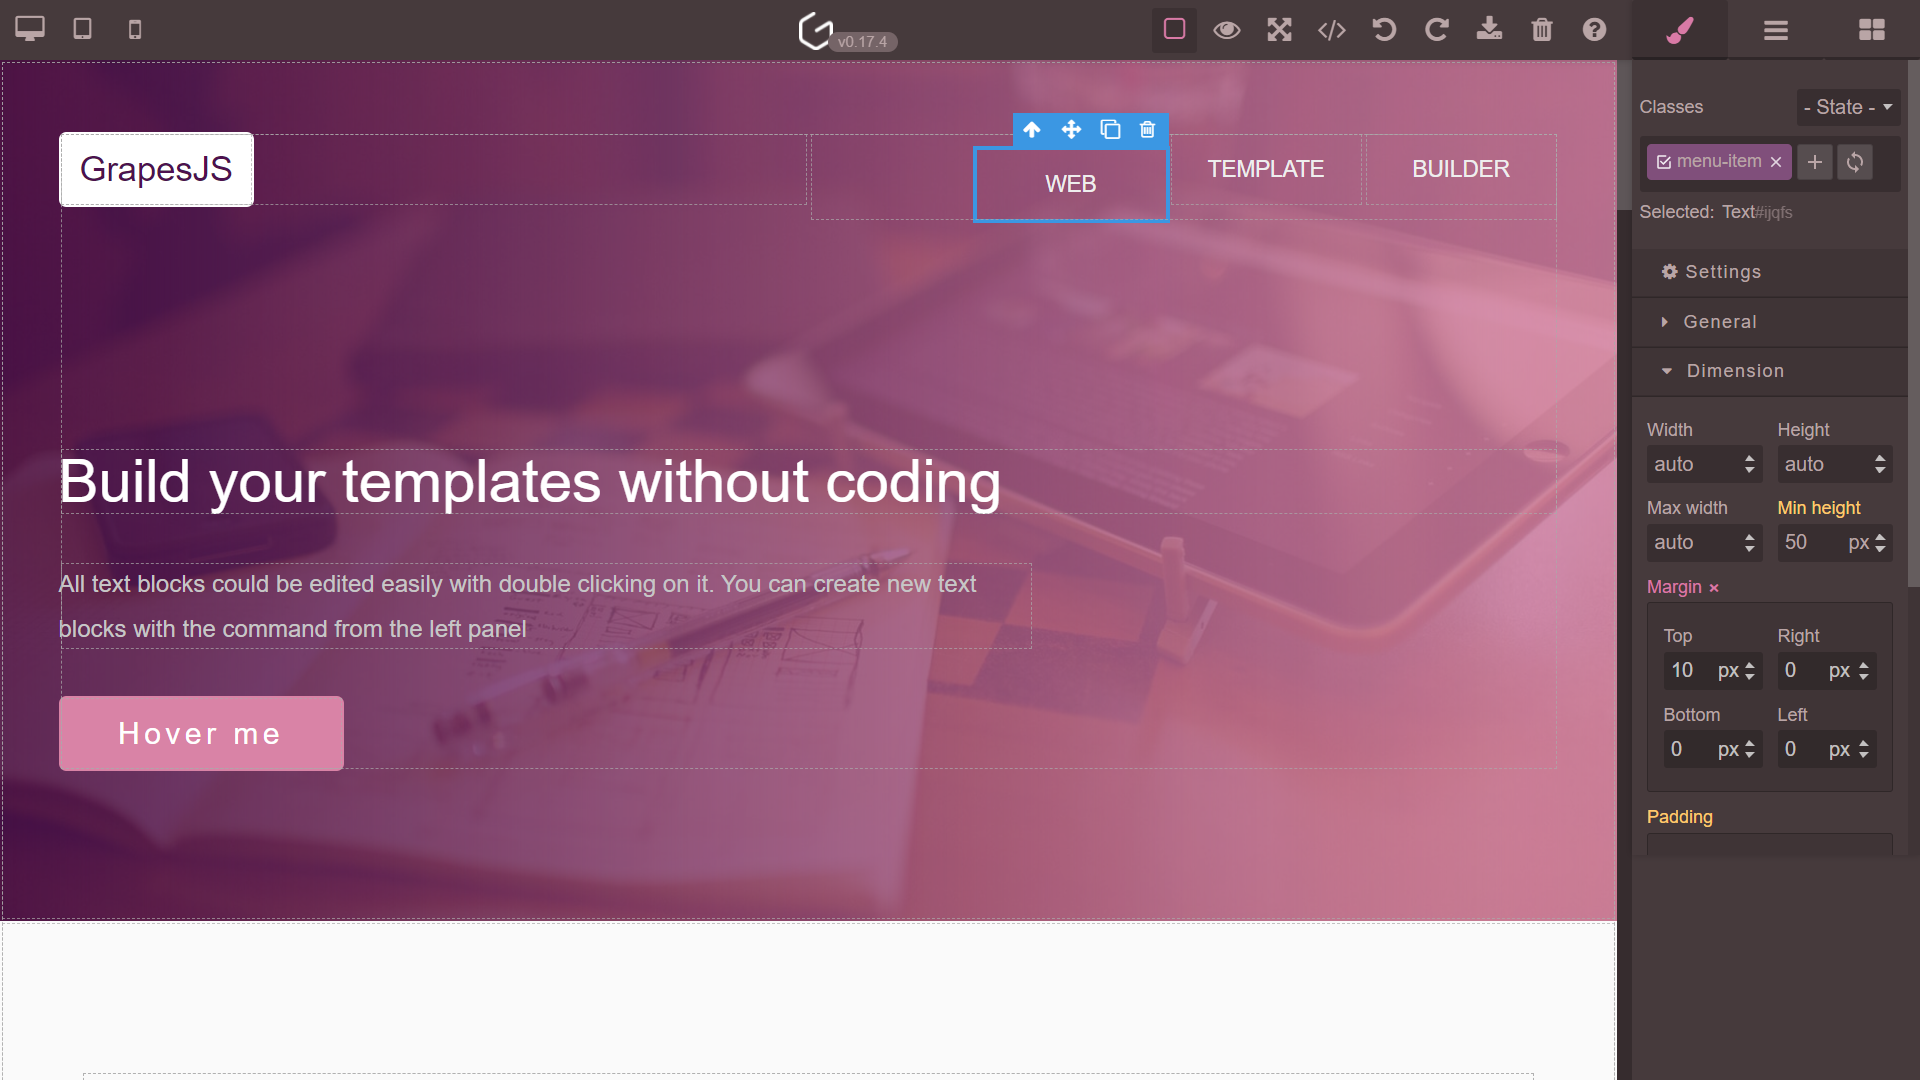 v0.17.4
Classes
- State -
menu-item
Selected: Text#ijqfs
Settings
General
Dimension
Width
Height
auto
auto
Max width
Min height
auto
50 px
Margin
Top
Right
10 px
0 px
Bottom
Left
0 px
0 px
Padding
GrapesJS
WEB
TEMPLATE
BUILDER
Build your templates without coding
All text blocks could be edited easily with double clicking on it. You can create new text
blocks with the command from the left panel
Hover me